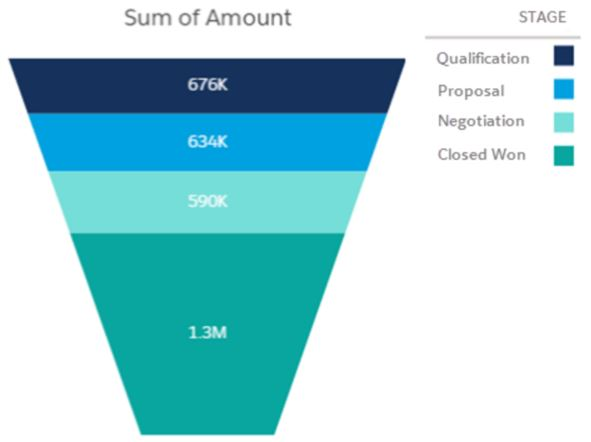 Sum of Amount
STAGE
Qualification
Proposal
Negotiation
Closed Won
676K
634K
590K
1.3M